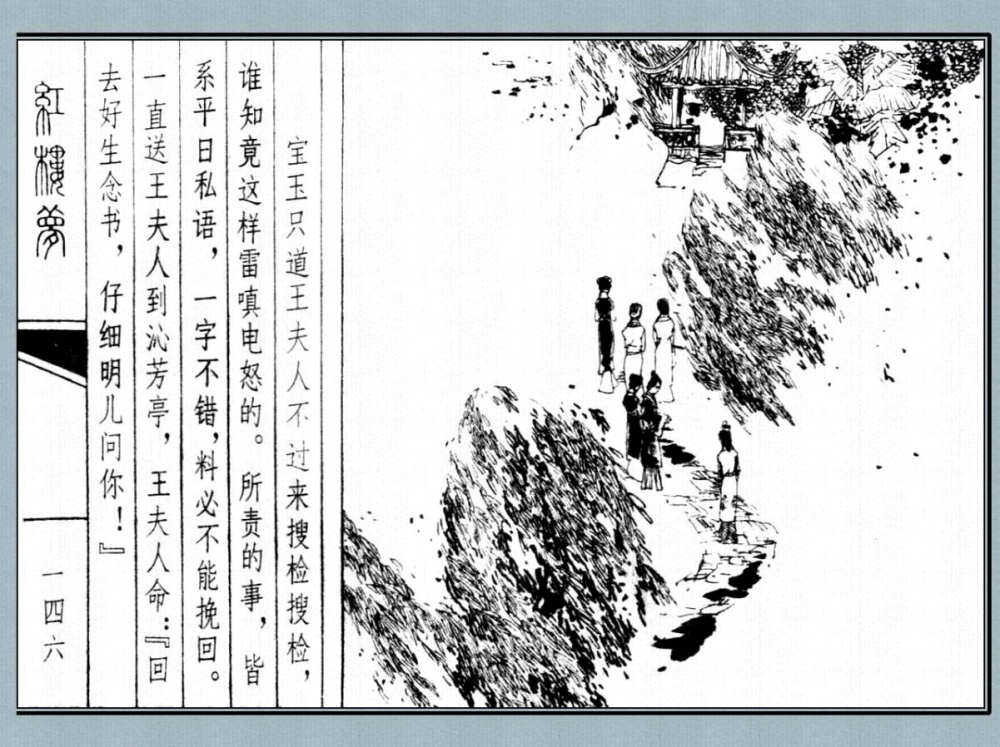 宝玉只道王夫人不过来搜检搜检，
谁知竟这样雷嗔电怒的。所责的事，皆
系平日私语，一字不错，料必不能挽回。
一直送王夫人到沁芳亭，王夫人命：『回
去好生念书，仔细明儿问你！』
红楼梦
一四六